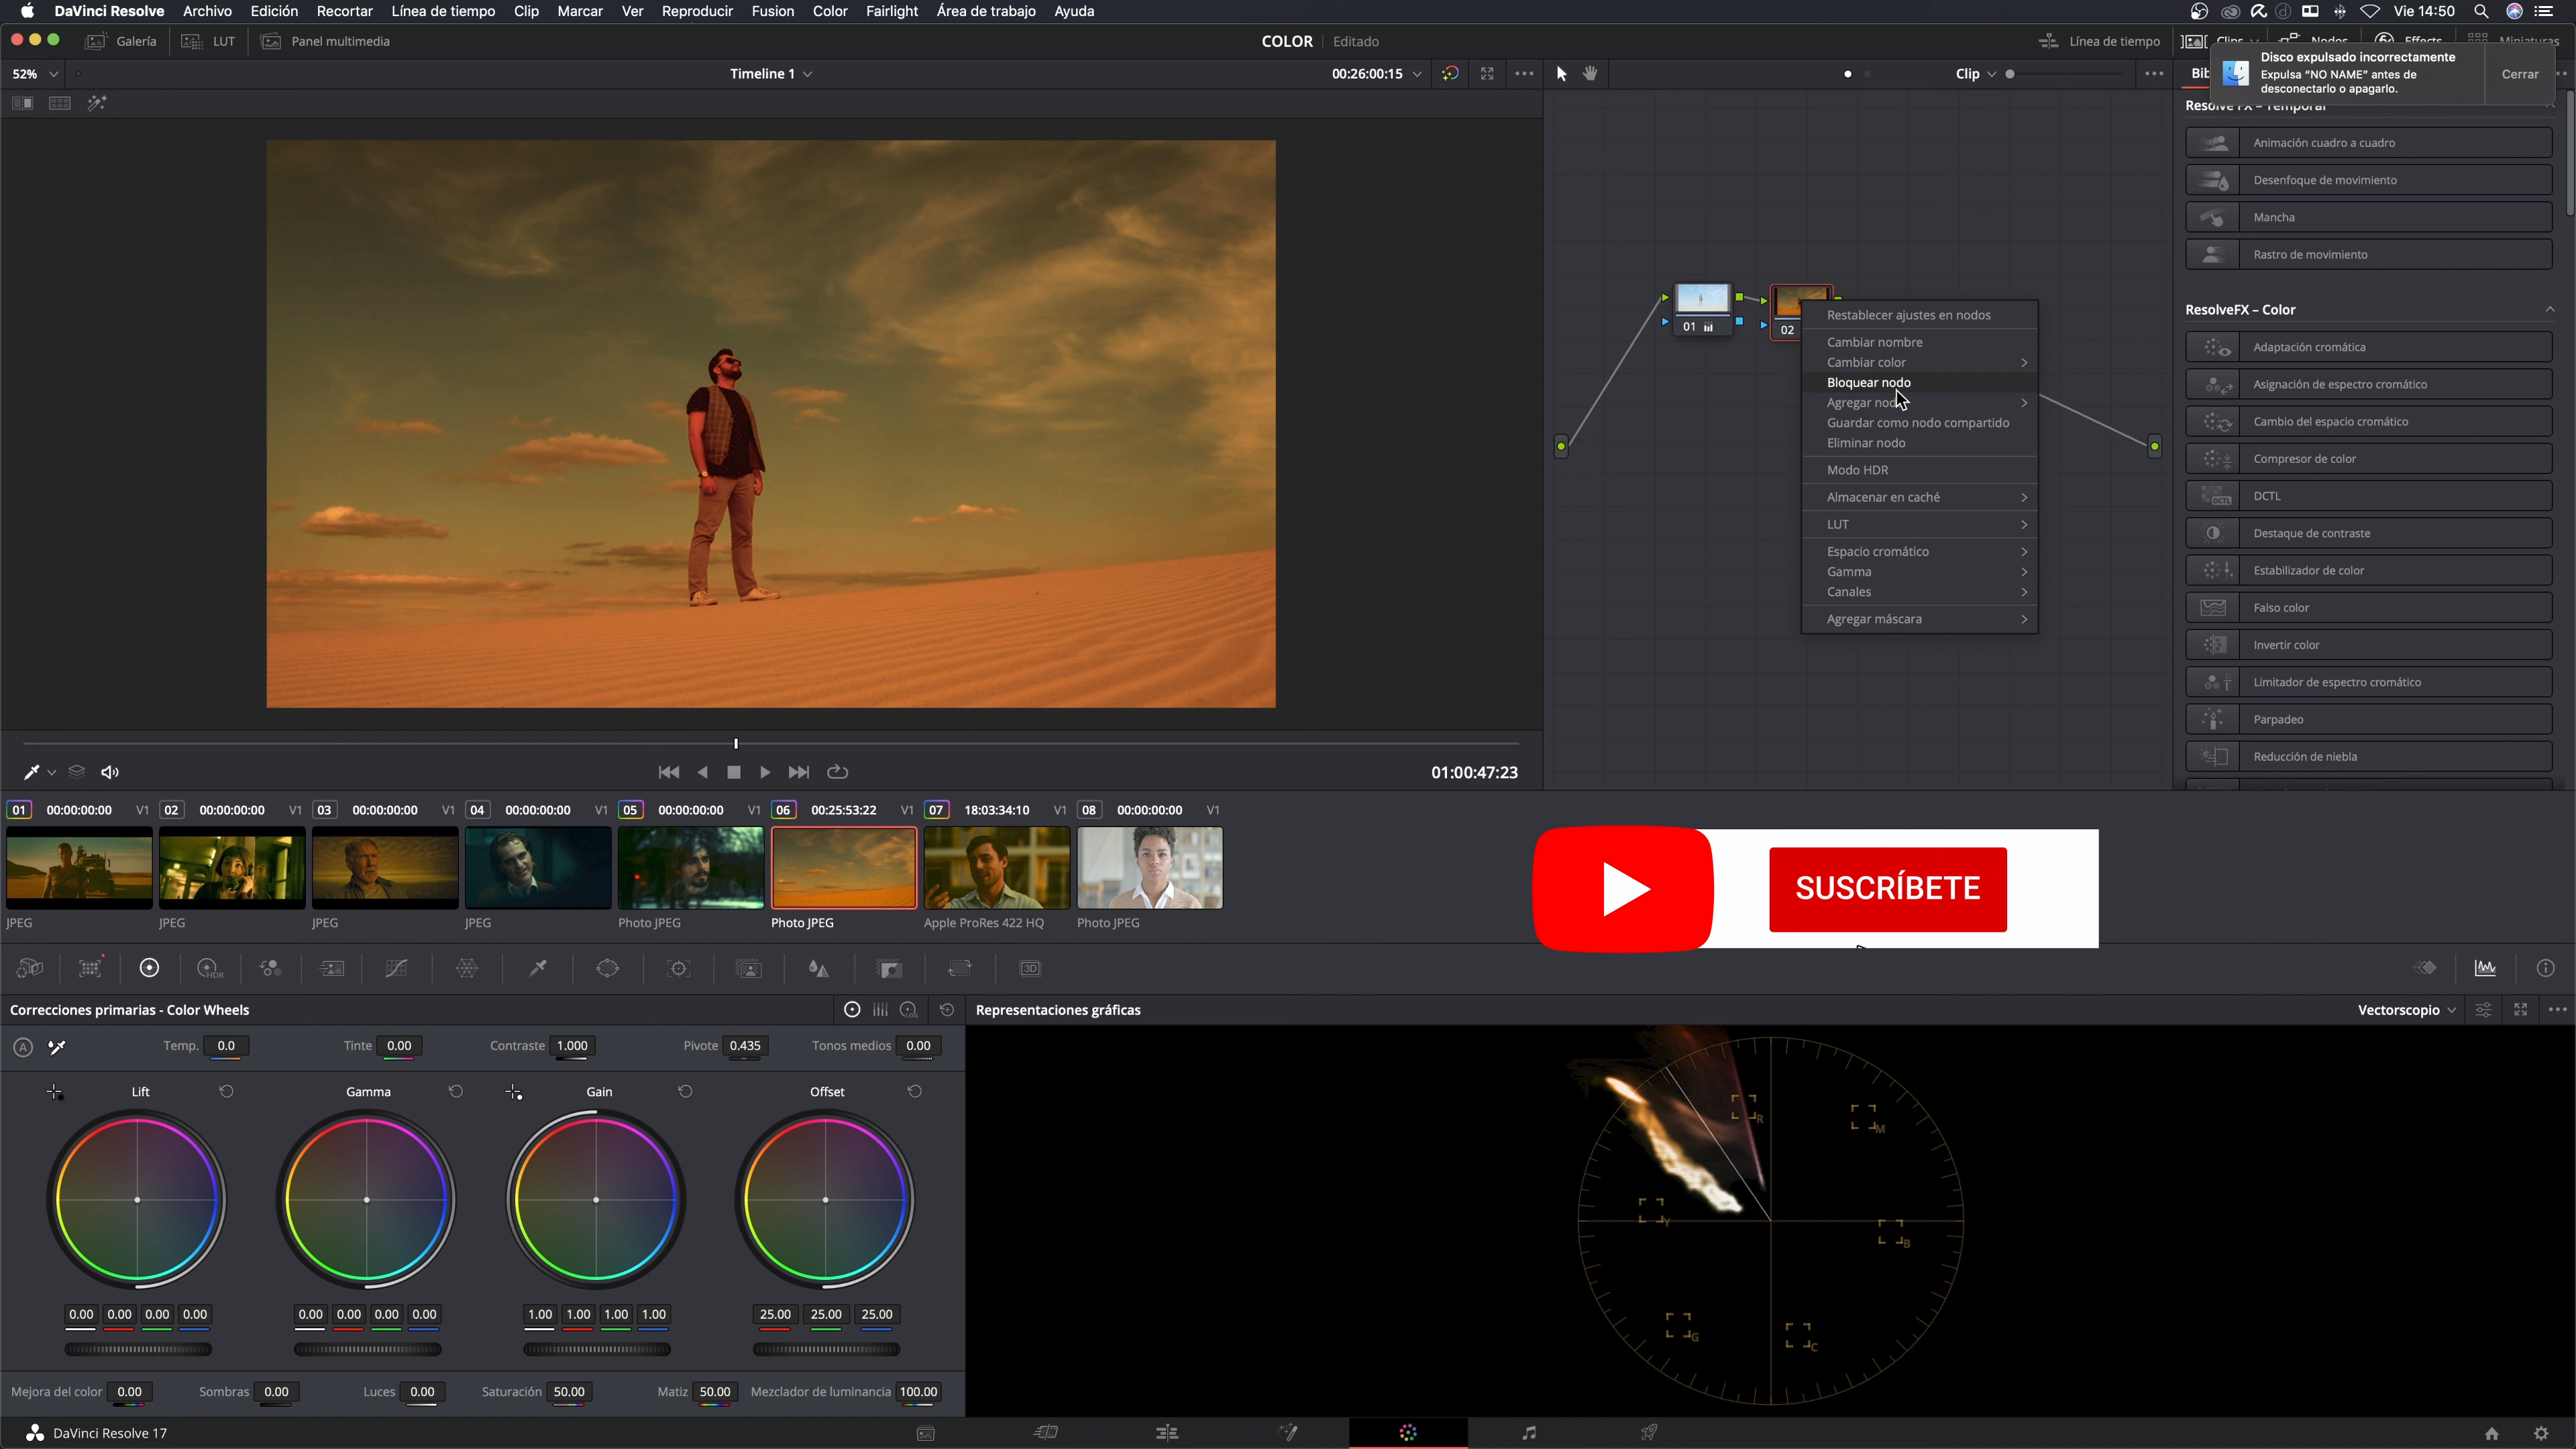 DaVinci Resolve Archivo Edición Recortar Línea de tiempo Clip Marcar Ver Reproducir Fusion Color Fairlight Área de trabajo Ayuda
Vie 14:50
Galería LUT Panel multimedia
COLOR Editado
Línea de tiempo Clips Nodos Effects Miniaturas
52%
Timeline 1
00:26:00:15
Clip
Disco expulsado incorrectamente
Expulsa “NO NAME” antes de
desconectarlo o apagarlo.
Cerrar
Resolve FX – Temporal
Animación cuadro a cuadro
Desenfoque de movimiento
Mancha
Rastro de movimiento
ResolveFX – Color
Adaptación cromática
Asignación de espectro cromático
Cambio del espacio cromático
Compresor de color
DCTL
Destaque de contraste
Estabilizador de color
Falso color
Invertir color
Limitador de espectro cromático
Parpadeo
Reducción de niebla
01
02
Restablecer ajustes en nodos
Cambiar nombre
Cambiar color
Bloquear nodo
Agregar nodo
Guardar como nodo compartido
Eliminar nodo
Modo HDR
Almacenar en caché
LUT
Espacio cromático
Gamma
Canales
Agregar máscara
01:00:47:23
01 00:00:00:00 V1 02 00:00:00:00 V1 03 00:00:00:00 V1 04 00:00:00:00 V1 05 00:00:00:00 V1 06 00:25:53:22 V1 07 18:03:34:10 V1 08 00:00:00:00 V1
JPEG JPEG JPEG JPEG Photo JPEG Photo JPEG Apple ProRes 422 HQ Photo JPEG
SUSCRÍBETE
HDR
3D
Correcciones primarias - Color Wheels
LOG
Representaciones gráficas
Vectorscopio
A
Temp. 0.0 Tinte 0.00 Contraste 1.000 Pivote 0.435 Tonos medios 0.00
Lift Gamma Gain Offset
R
M
Y
B
G
C
0.00 0.00 0.00 0.00 0.00 0.00 0.00 0.00 1.00 1.00 1.00 1.00 25.00 25.00 25.00
Mejora del color 0.00 Sombras 0.00 Luces 0.00 Saturación 50.00 Matiz 50.00 Mezclador de luminancia 100.00
DaVinci Resolve 17